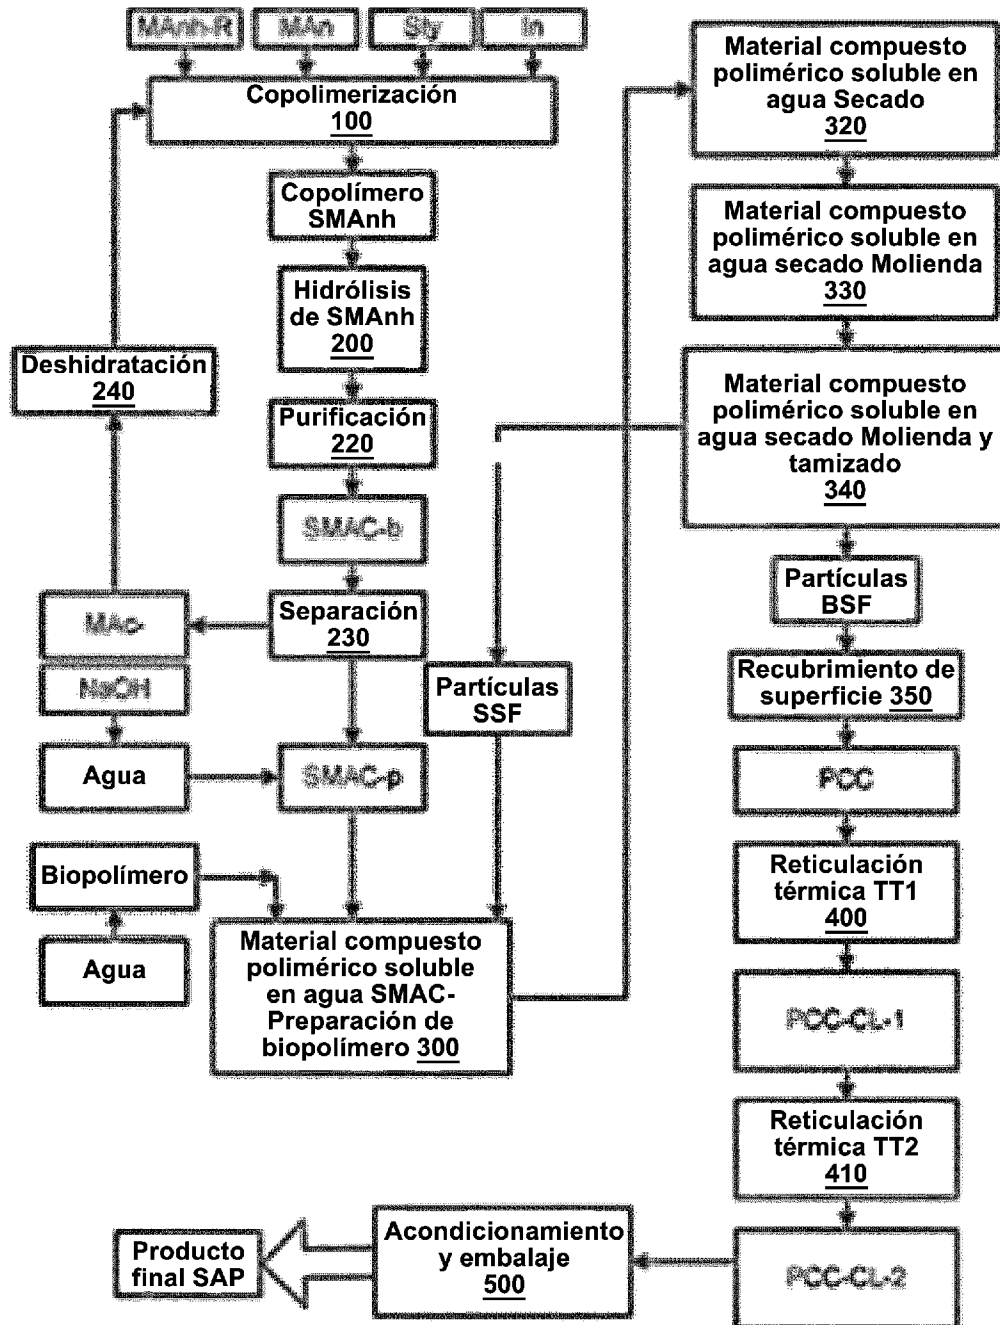 MAnh-R
MAn
Sty
In
Copolimerización
100
Copolímero
SMAnh
Hidrólisis
de SMAnh
200
Deshidratación
240
Purificación
220
SMAC-b
Separación
230
MAc-
NaOH
Agua
SMAC-p
Partículas
SSF
Biopolímero
Agua
Material compuesto
polimérico soluble
en agua SMAC-
Preparación de
biopolímero 300
Material compuesto
polimérico soluble en
agua Secado
320
Material compuesto
polimérico soluble en
agua secado Molienda
330
Material compuesto
polimérico soluble en
agua secado Molienda y
tamizado
340
Partículas
BSF
Recubrimiento de
superficie 350
PCC
Reticulación
térmica TT1
400
PCC-CL-1
Reticulación
térmica TT2
410
PCC-CL-2
Acondicionamiento
y embalaje
500
Producto
final SAP